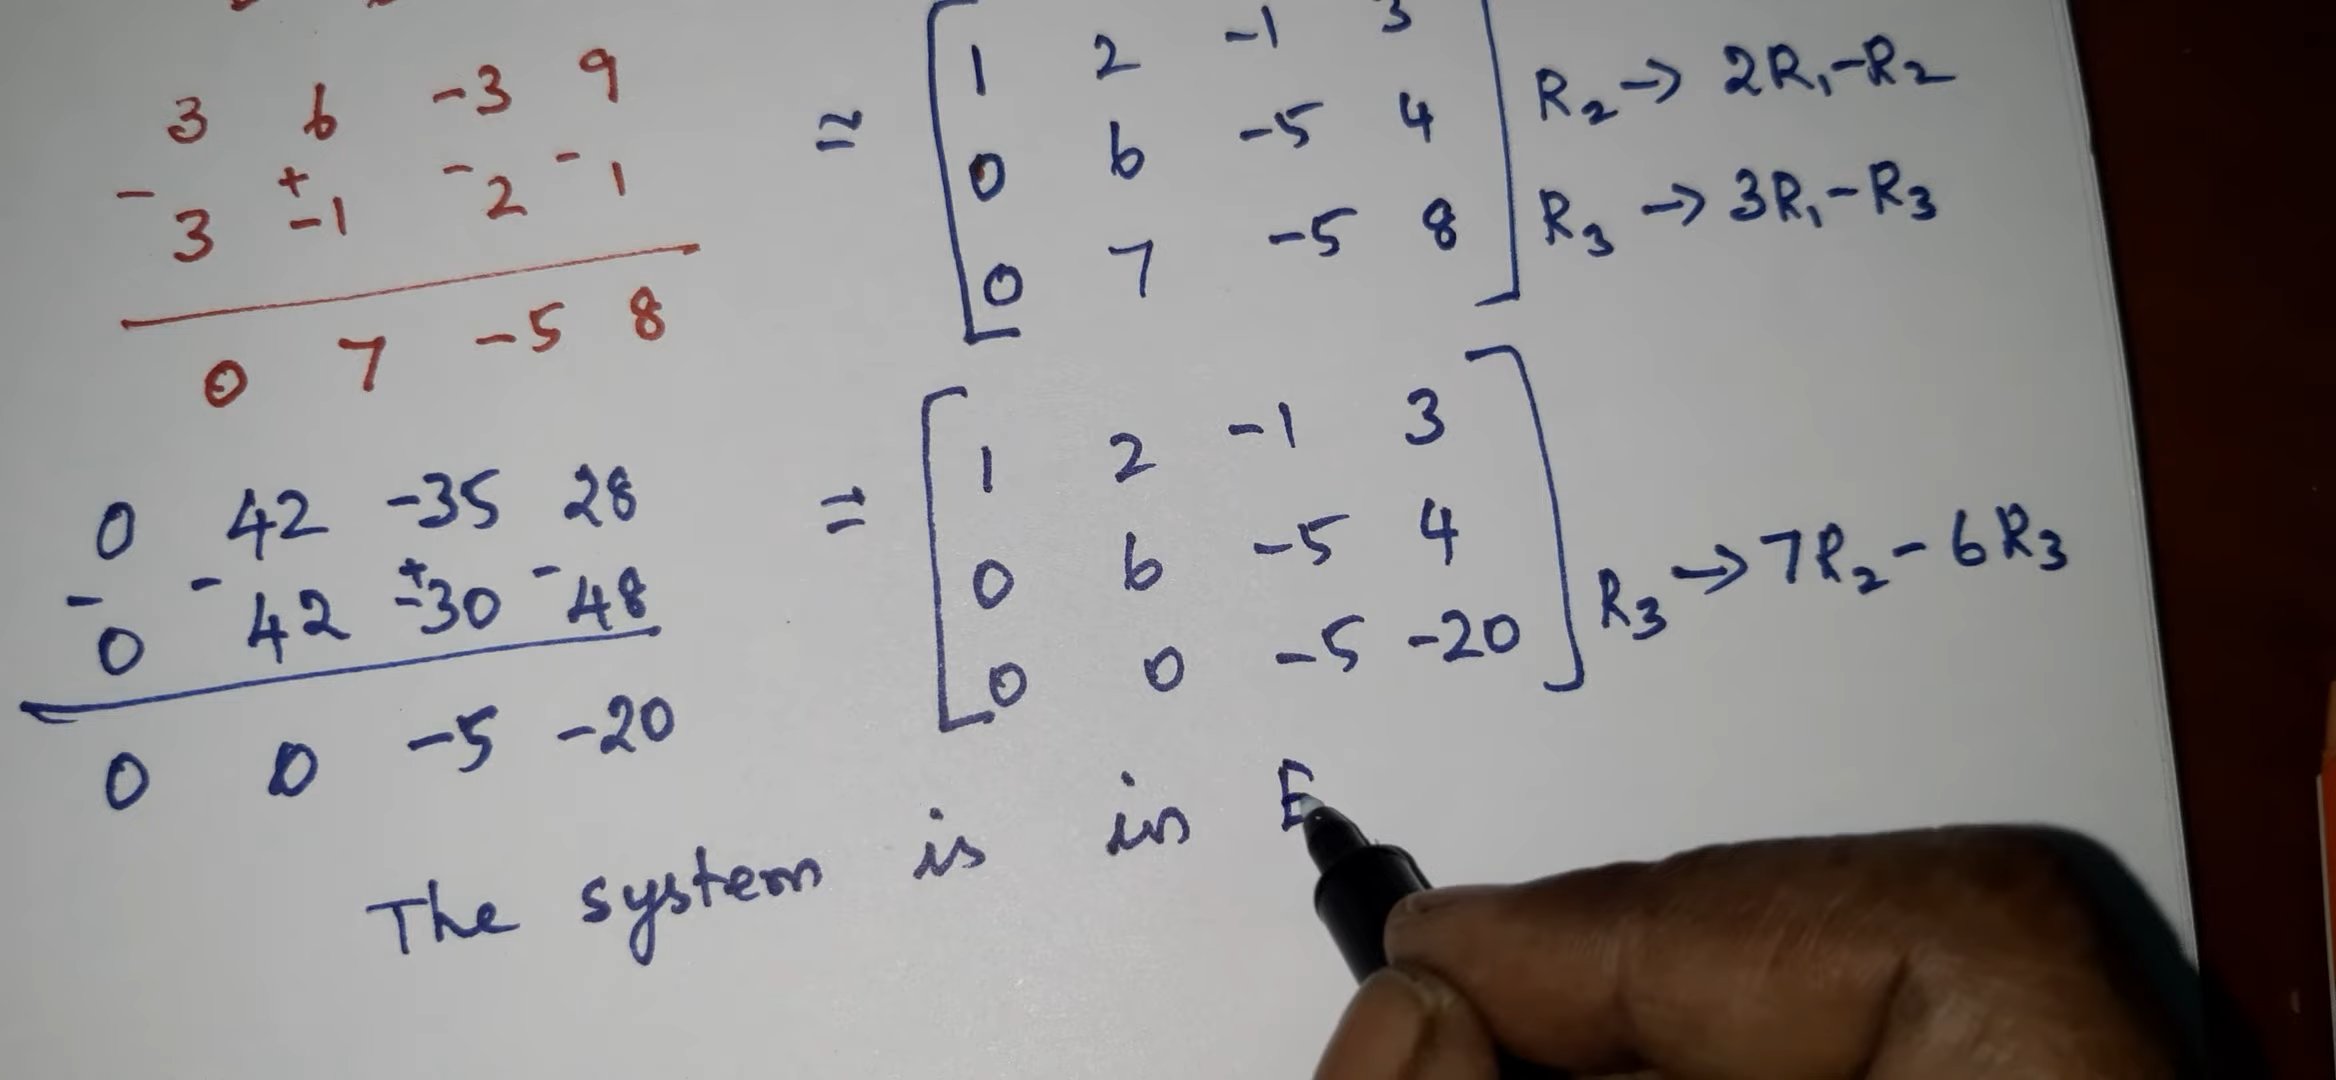 3 6 -3 9
- + - -
3 -1 2 1
0 7 -5 8
≃ 1 2 -1 3
0 6 -5 4 R2 → 2R1-R2
0 7 -5 8 R3 → 3R1-R3
0 42 -35 28
- - + -
0 42 -30 48
0 0 -5 -20
1 2 -1 3
0 6 -5 4
0 0 -5 -20 R3 → 7R2-6R3
The system is in E